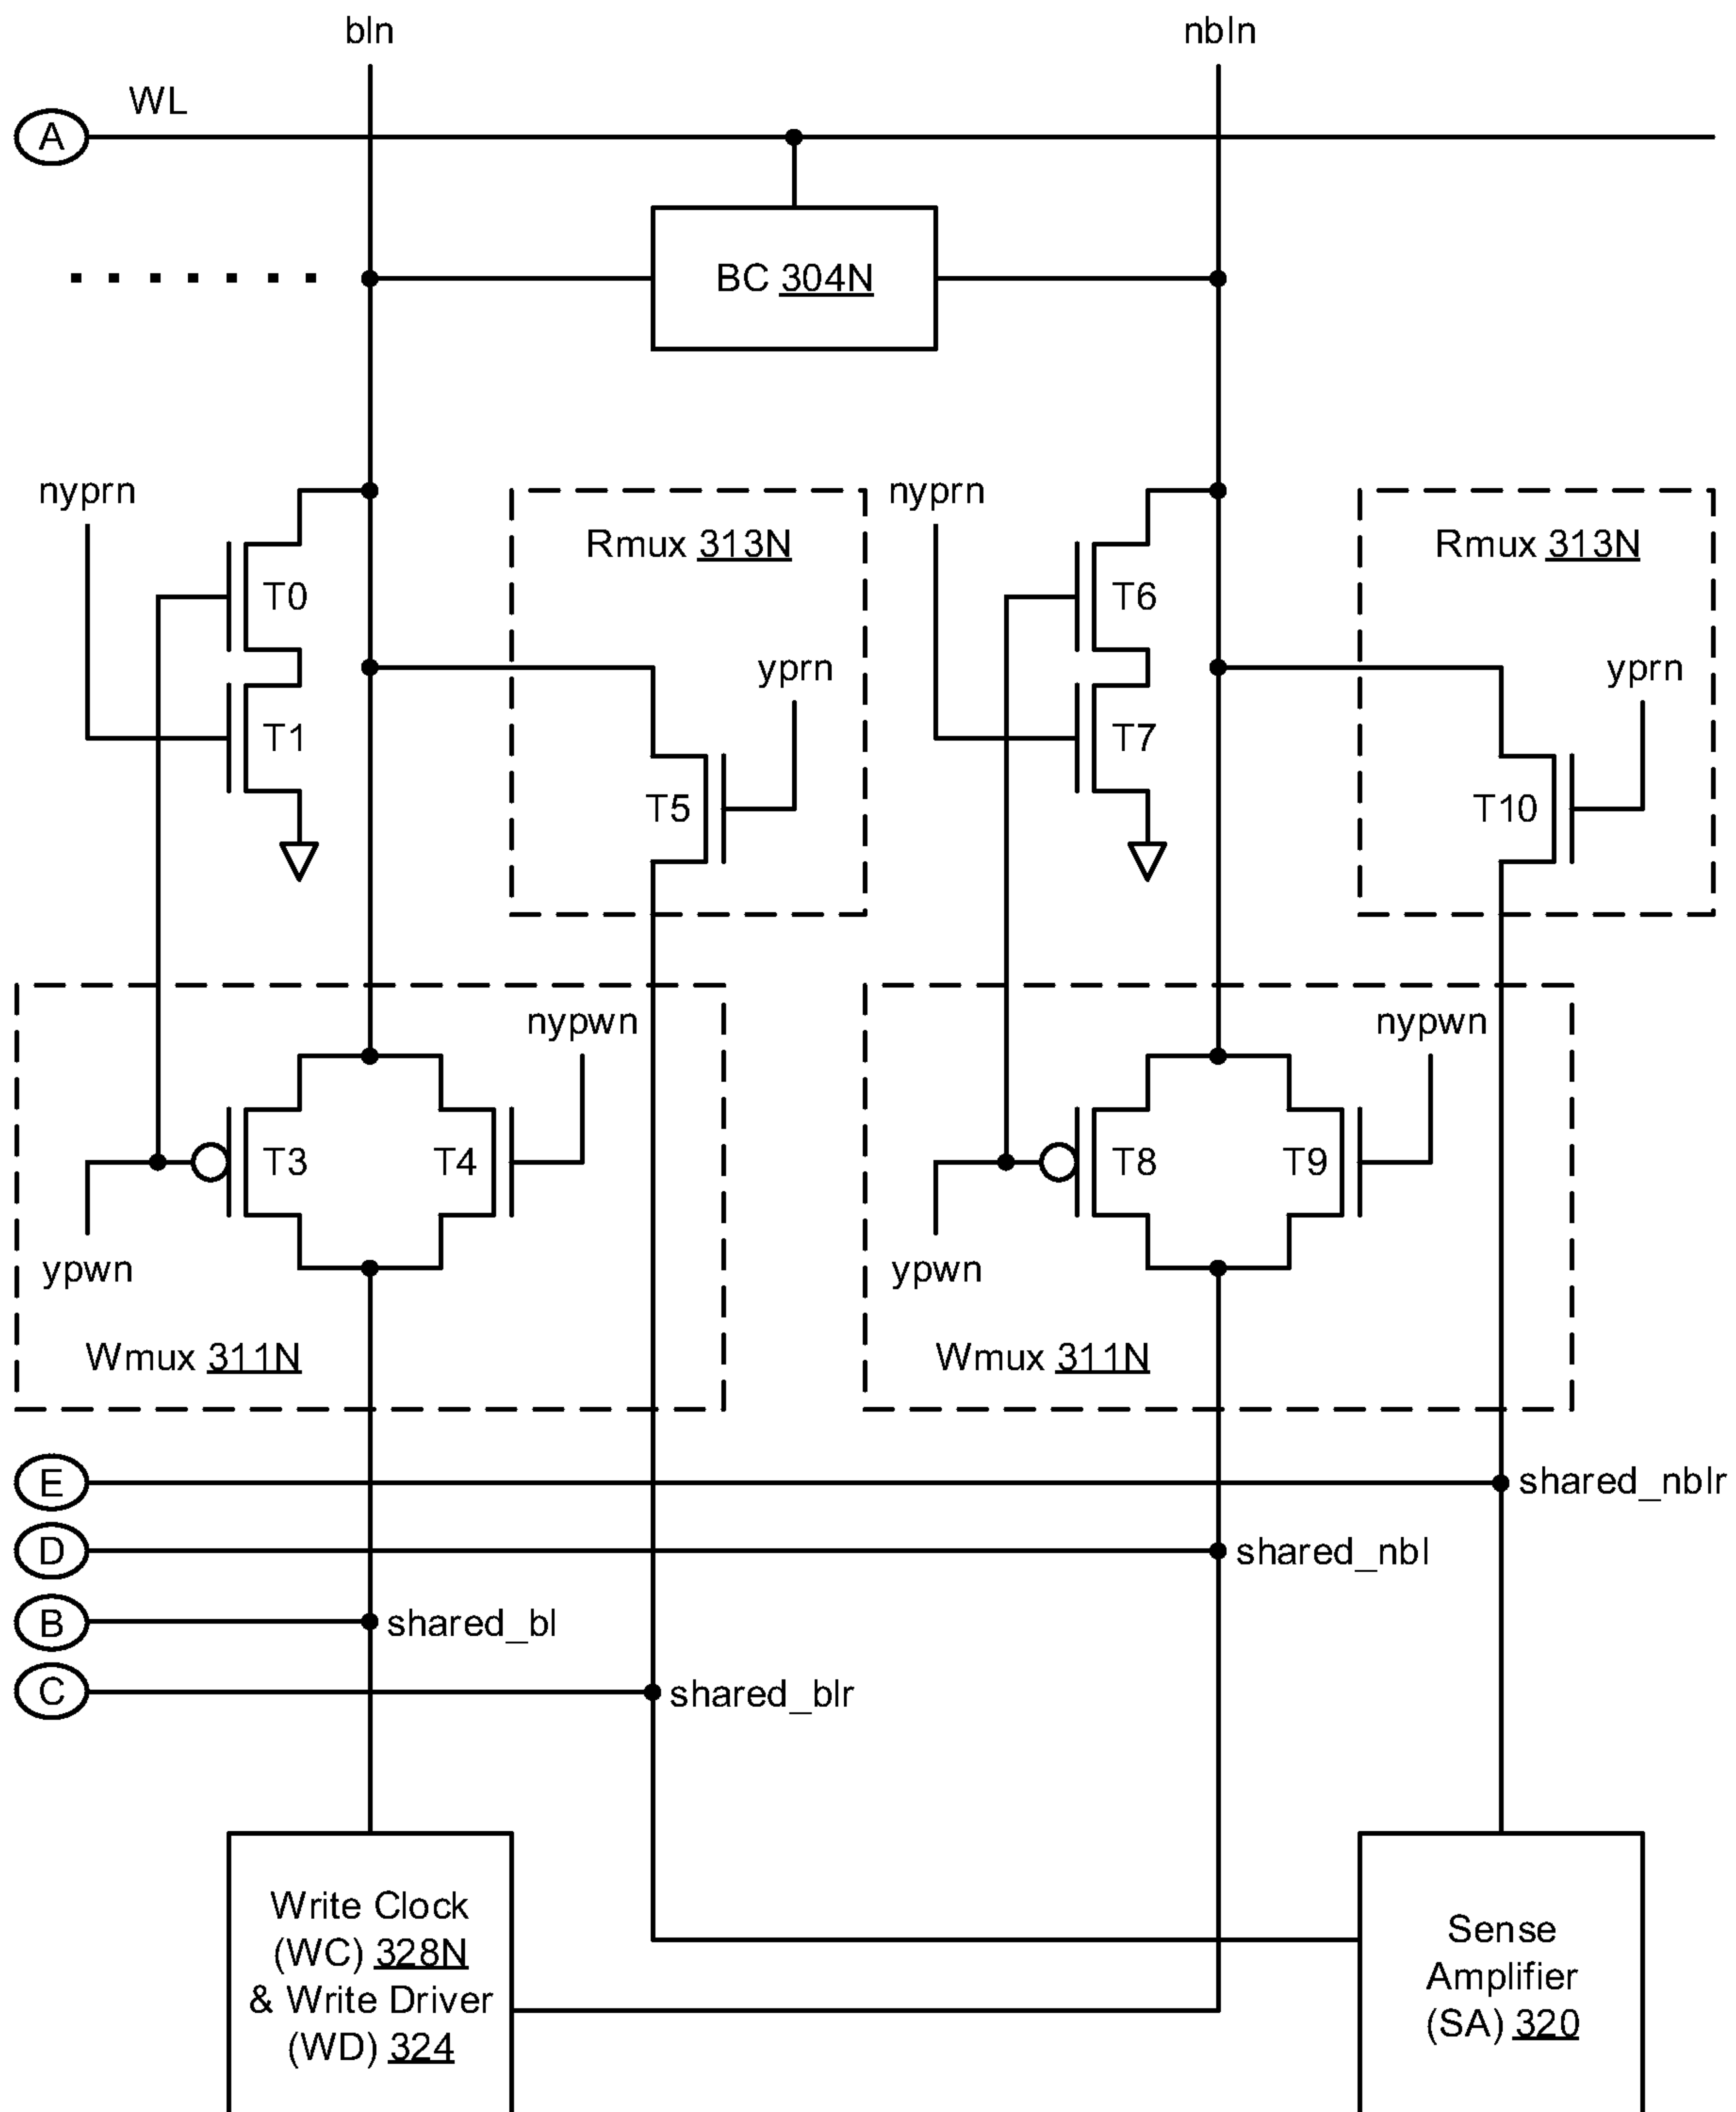 bln
nbln
WL
A
BC 304N
nyprn
nyprn
Rmux 313N
Rmux 313N
T0
T6
yprn
yprn
T1
T7
T5
T10
nypwn
nypwn
T3
T4
T8
T9
ypwn
ypwn
Wmux 311N
Wmux 311N
E
shared_nblr
D
shared_nbl
B
shared_bl
C
shared_blr
Write Clock
(WC) 328N
& Write Driver
(WD) 324
Sense
Amplifier
(SA) 320